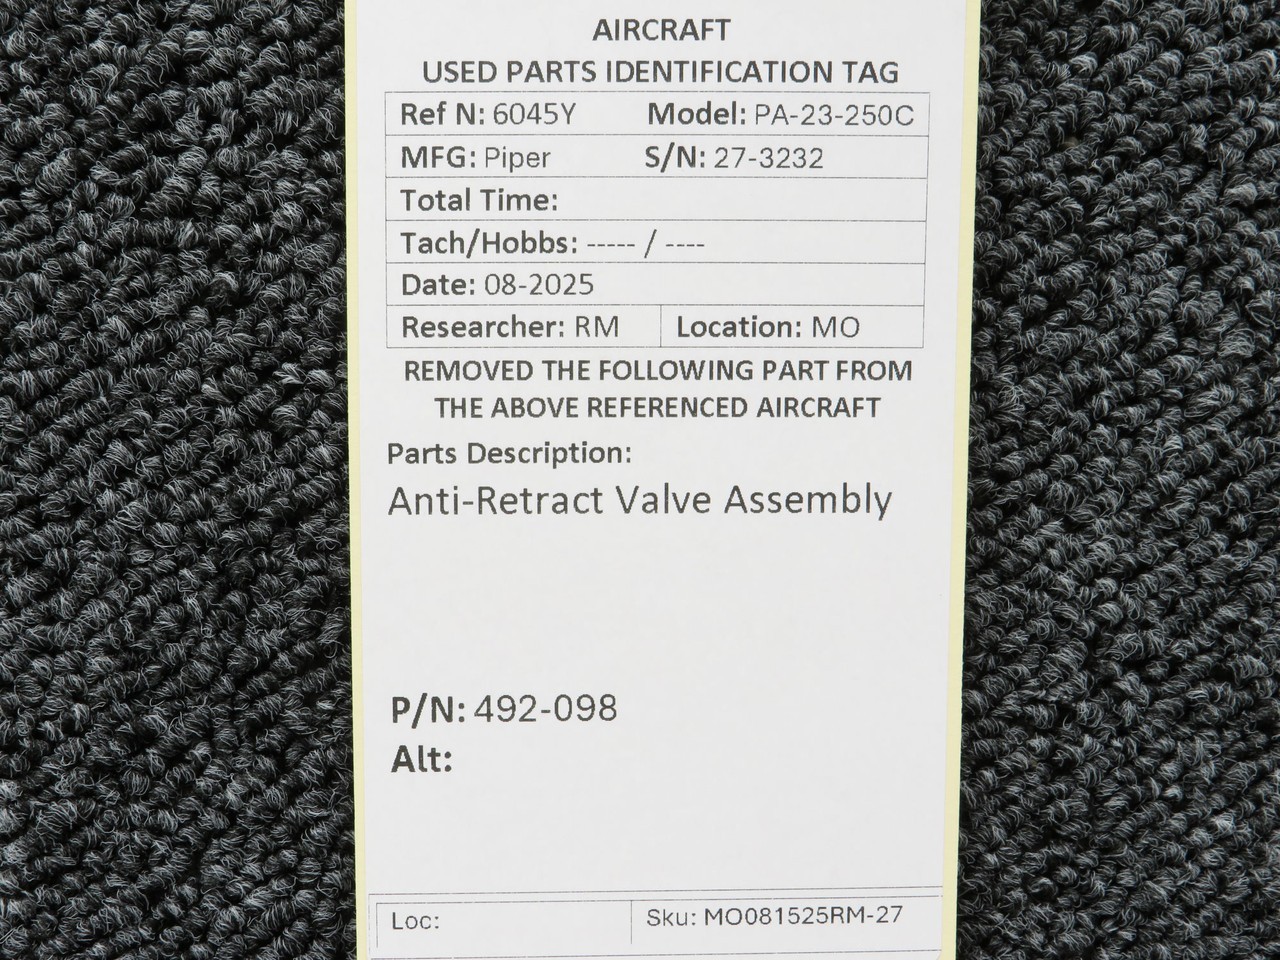 AIRCRAFT
USED PARTS IDENTIFICATION TAG
Ref N: 6045Y Model: PA-23-250C
MFG: Piper S/N: 27-3232
Total Time:
Tach/Hobbs: ----- / ----
Date: 08-2025
Researcher: RM Location: MO
REMOVED THE FOLLOWING PART FROM
THE ABOVE REFERENCED AIRCRAFT
Parts Description:
Anti-Retract Valve Assembly
P/N: 492-098
Alt:
Loc: Sku: MO081525RM-27